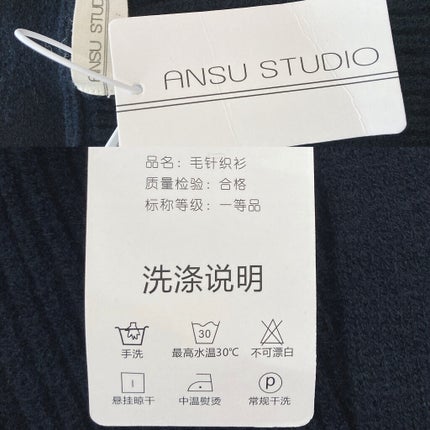 ANSU STUDIO
ANSU STUDIO
品名：毛针织衫
质量检验：合格
标称等级：一等品
洗涤说明
30
手洗 最高水温30℃ 不可漂白
P
悬挂晾干 中温熨烫 常规干洗